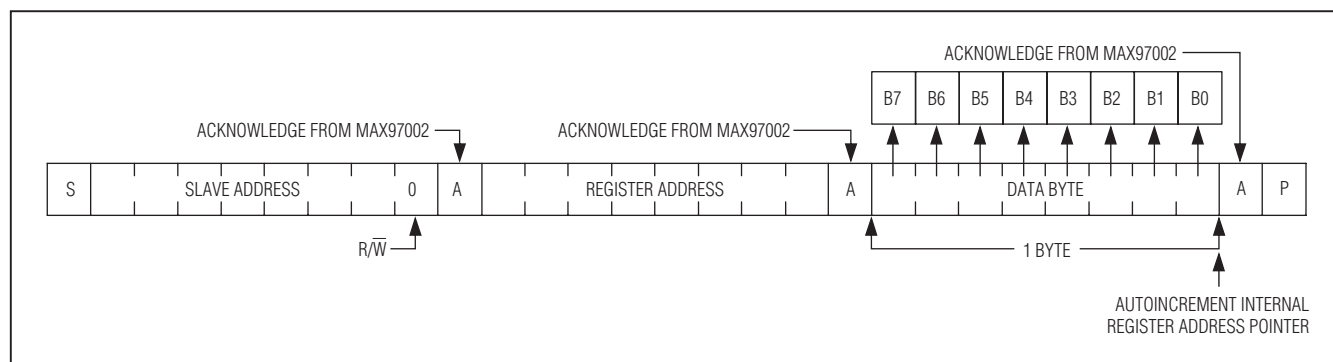 ACKNOWLEDGE FROM MAX97002
B7 B6 B5 B4 B3 B2 B1 B0
ACKNOWLEDGE FROM MAX97002
ACKNOWLEDGE FROM MAX97002
S SLAVE ADDRESS 0 A REGISTER ADDRESS A DATA BYTE A P
R/W̅
1 BYTE
AUTOINCREMENT INTERNAL
REGISTER ADDRESS POINTER